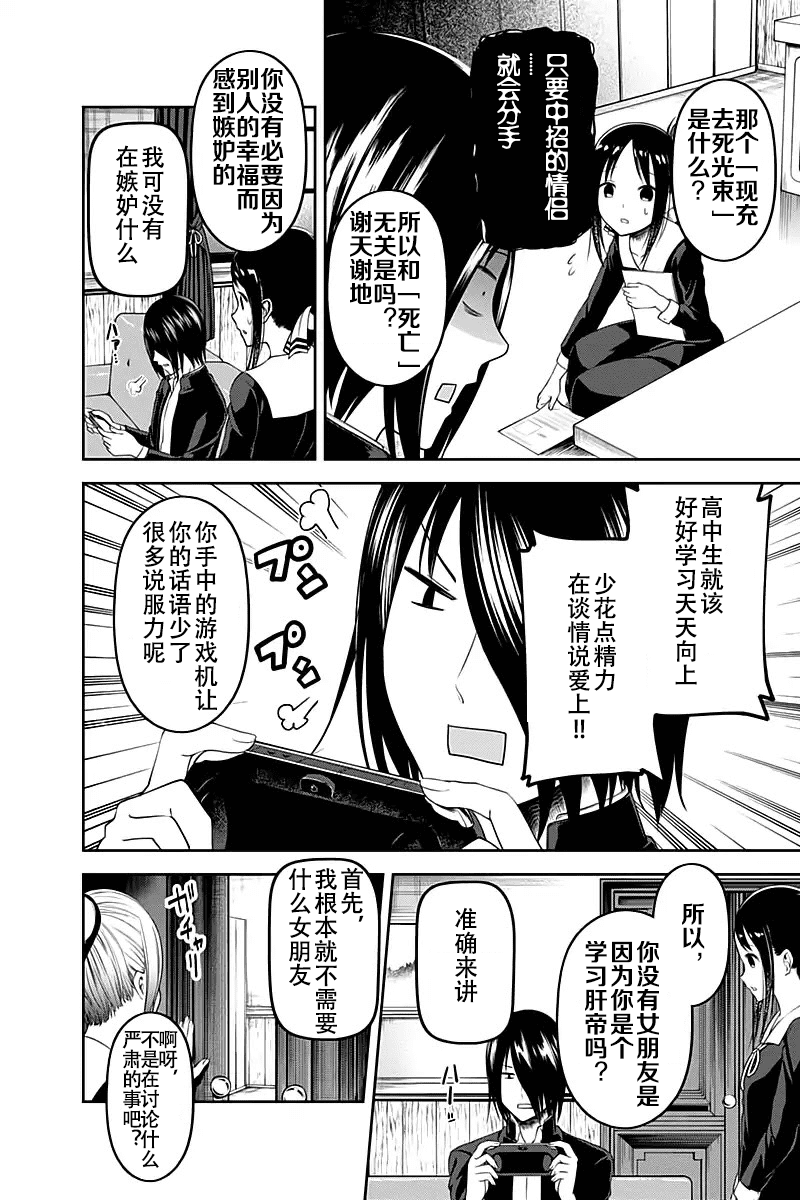 那个「现充
去死光束」
是什么？
只要中招的情侣
……
就会分手
所以和「死亡」
无关是吗？
谢天谢地
你没有必要因为
别人的幸福而
感到嫉妒的
我可没有
在嫉妒什么
高中生就该
好好学习天天向上
少花点精力
在谈情说爱上!!
プン
プン
你手中的游戏机让
你的话语少了
很多说服力呢
所以，
你没有女朋友是
因为你是个
学习肝帝吗？
准确来讲
首先，
我根本就不需要
什么女朋友
ガチャリ
啊呀，
不是在讨论什么
严肃的事吧？